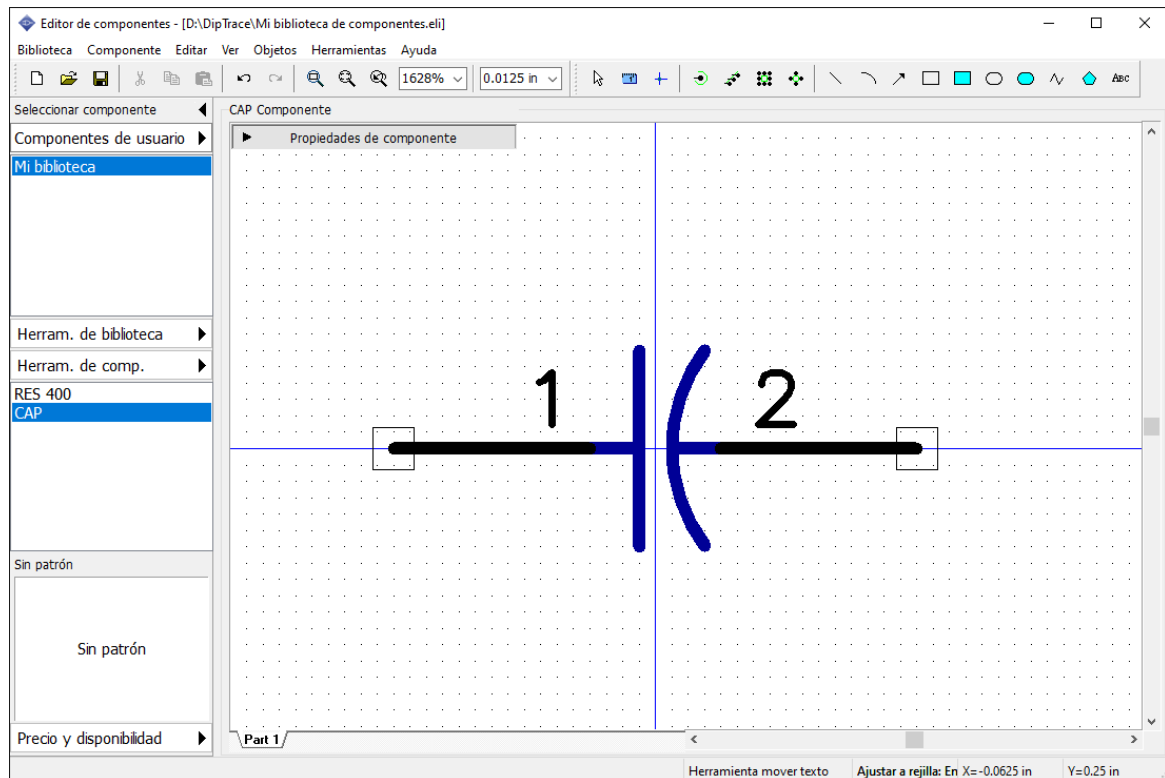 Editor de componentes - [D:\DipTrace\Mi biblioteca de componentes.eli]
Biblioteca Componente Editar Ver Objetos Herramientas Ayuda
1628% 0.0125 in ABC
Seleccionar componente
CAP Componente
Componentes de usuario
Propiedades de componente
Mi biblioteca
Herram. de biblioteca
Herram. de comp.
RES 400
CAP
1 2
Sin patrón
Sin patrón
Precio y disponibilidad
Part 1
Herramienta mover texto Ajustar a rejilla: En X=-0.0625 in Y=0.25 in